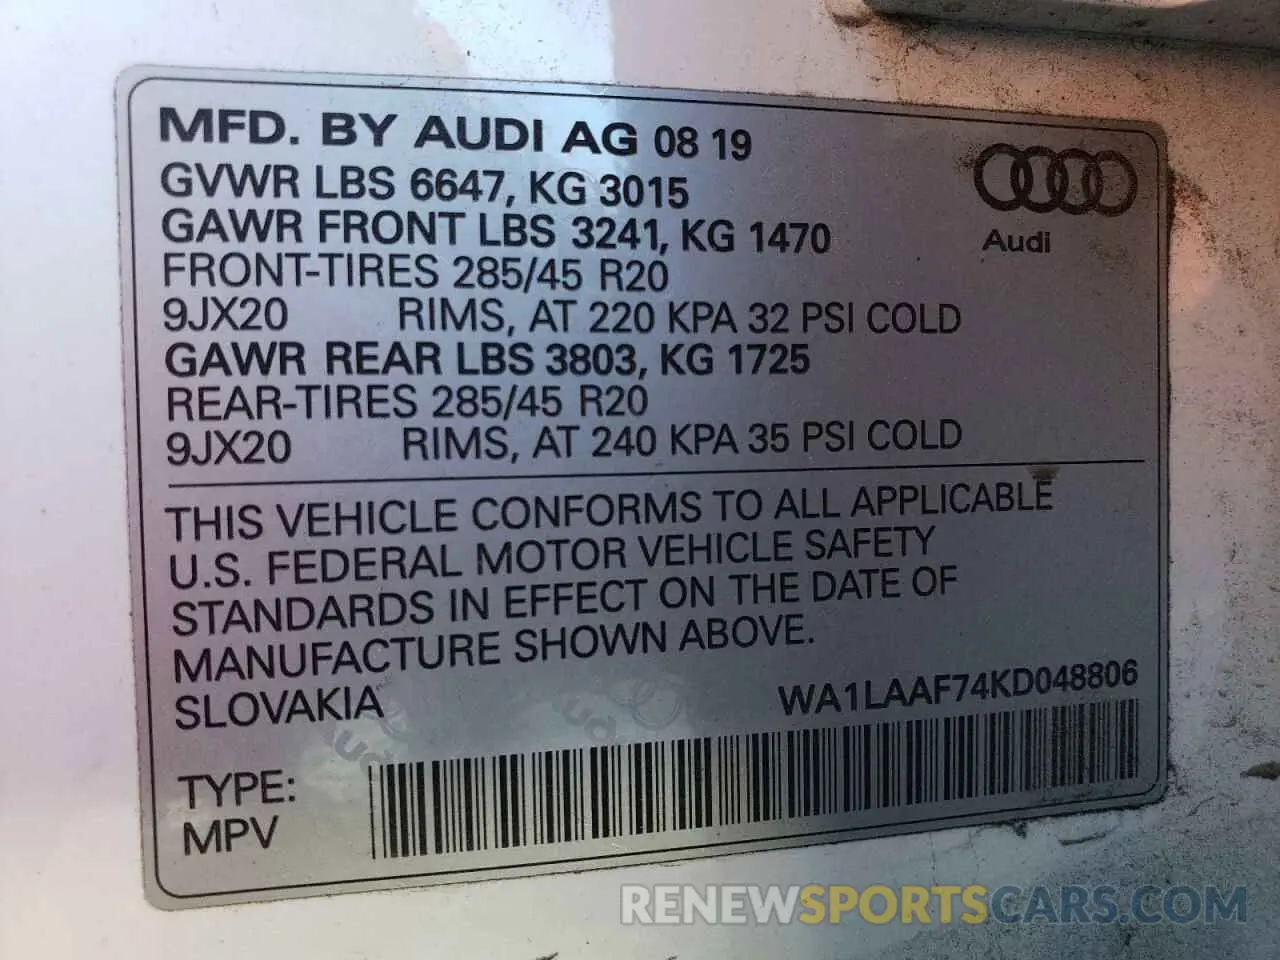 MFD. BY AUDI AG 08 19
GVWR LBS 6647, KG 3015
GAWR FRONT LBS 3241, KG 1470
FRONT-TIRES 285/45 R20
9JX20 RIMS, AT 220 KPA 32 PSI COLD
GAWR REAR LBS 3803, KG 1725
REAR-TIRES 285/45 R20
9JX20 RIMS, AT 240 KPA 35 PSI COLD
Audi
THIS VEHICLE CONFORMS TO ALL APPLICABLE
U.S. FEDERAL MOTOR VEHICLE SAFETY
STANDARDS IN EFFECT ON THE DATE OF
MANUFACTURE SHOWN ABOVE.
SLOVAKIA WA1LAAF74KD048806
Audi Audi
TYPE:
MPV
RENEWSPORTSCARS.COM